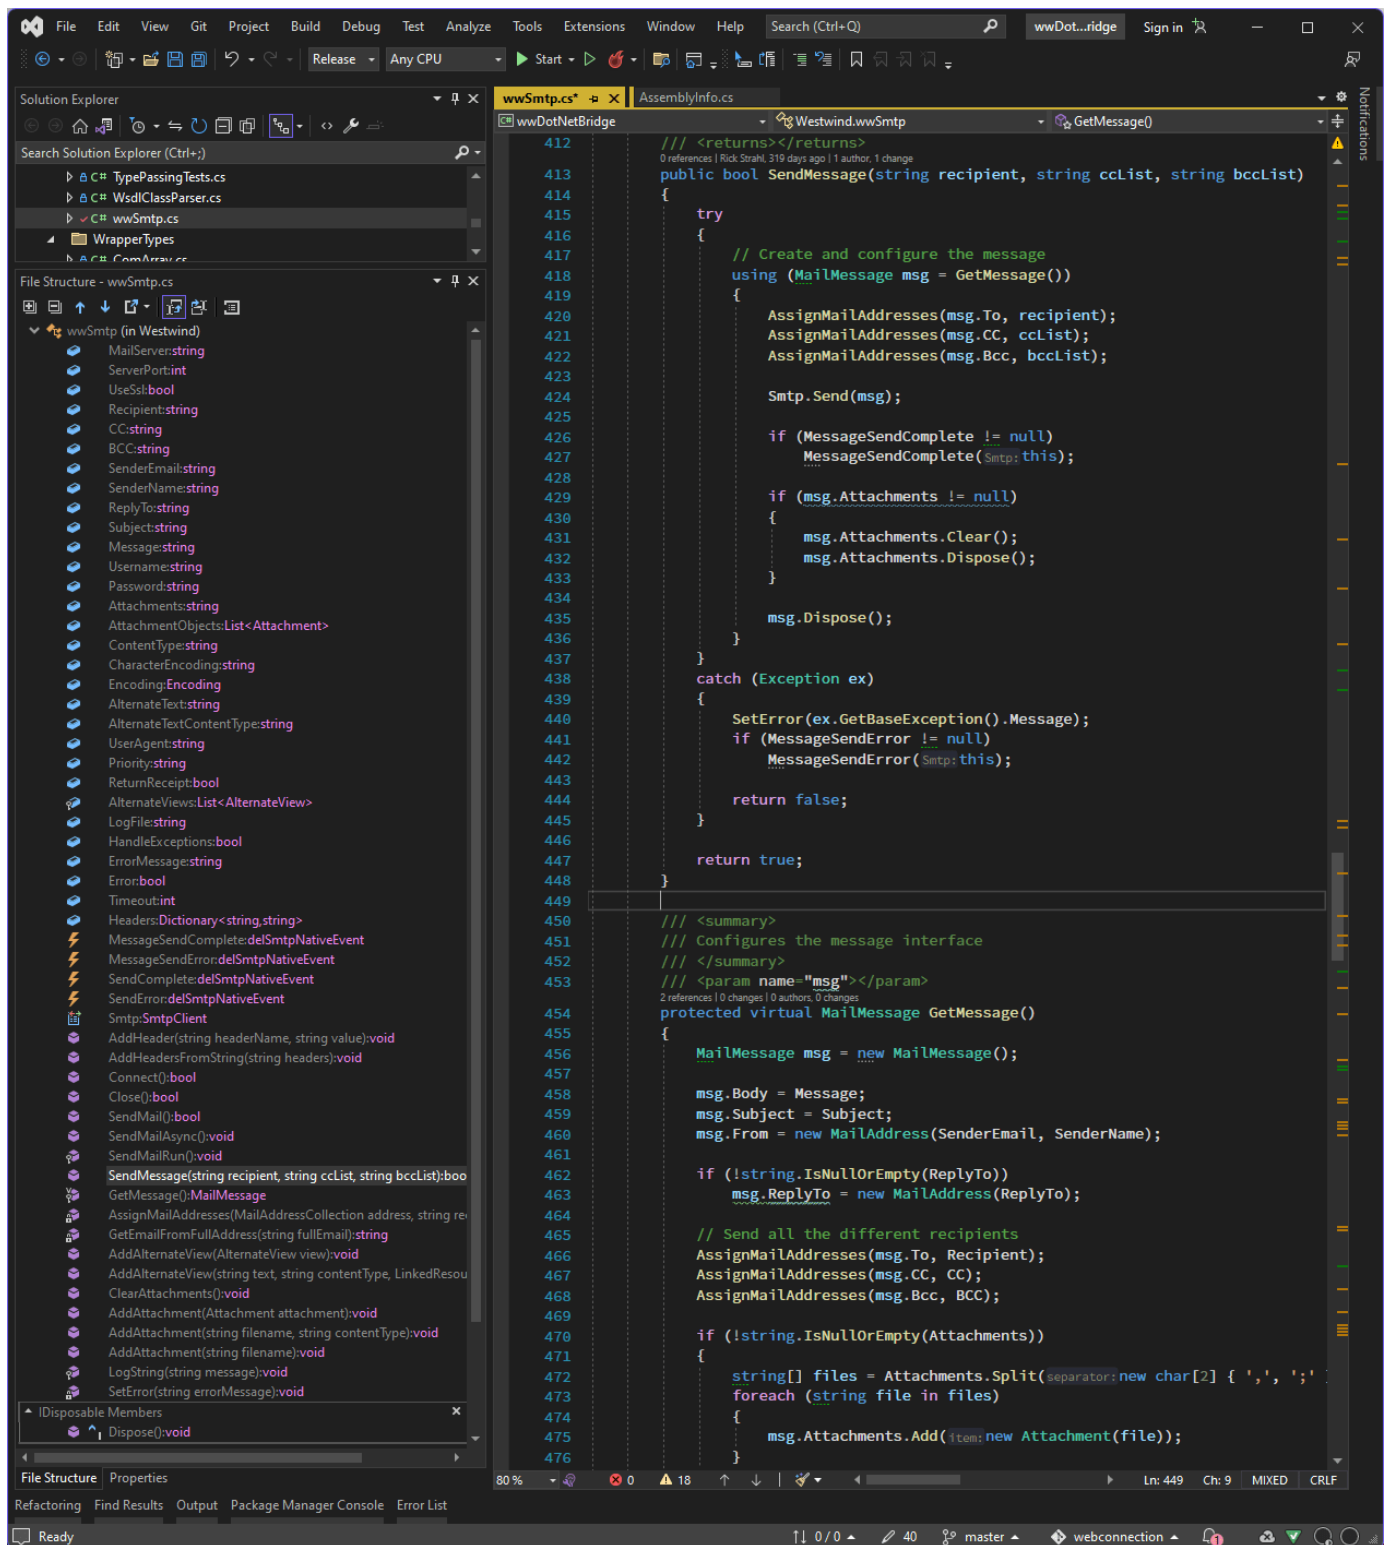 File Edit View Git Project Build Debug Test Analyze Tools Extensions Window Help Search (Ctrl+Q) wwDot...ridge Sign in
Release Any CPU Start
Solution Explorer
Search Solution Explorer (Ctrl+;)
C# TypePassingTests.cs
C# WsdlClassParser.cs
C# wwSmtp.cs
WrapperTypes
C# ComArray.cs
File Structure - wwSmtp.cs
wwSmtp (in Westwind)
MailServer:string
ServerPort:int
UseSsl:bool
Recipient:string
CC:string
BCC:string
SenderEmail:string
SenderName:string
ReplyTo:string
Subject:string
Message:string
Username:string
Password:string
Attachments:string
AttachmentObjects:List<Attachment>
ContentType:string
CharacterEncoding:string
Encoding:Encoding
AlternateText:string
AlternateTextContentType:string
UserAgent:string
Priority:string
ReturnReceipt:bool
AlternateViews:List<AlternateView>
LogFile:string
HandleExceptions:bool
ErrorMessage:string
Error:bool
Timeout:int
Headers:Dictionary<string,string>
MessageSendComplete:delSmtpNativeEvent
MessageSendError:delSmtpNativeEvent
SendComplete:delSmtpNativeEvent
SendError:delSmtpNativeEvent
Smtp:SmtpClient
AddHeader(string headerName, string value):void
AddHeadersFromString(string headers):void
Connect():bool
Close():bool
SendMail():bool
SendMailAsync():void
SendMailRun():void
SendMessage(string recipient, string ccList, string bccList):boo
GetMessage():MailMessage
AssignMailAddresses(MailAddressCollection address, string re
GetEmailFromFullAddress(string fullEmail):string
AddAlternateView(AlternateView view):void
AddAlternateView(string text, string contentType, LinkedResou
ClearAttachments():void
AddAttachment(Attachment attachment):void
AddAttachment(string filename, string contentType):void
AddAttachment(string filename):void
LogString(string message):void
SetError(string errorMessage):void
IDisposable Members
Dispose():void
File Structure Properties
wwSmtp.cs* AssemblyInfo.cs
C# wwDotNetBridge Westwind.wwSmtp GetMessage()
412 /// <returns></returns>
0 references | Rick Strahl, 319 days ago | 1 author, 1 change
413 public bool SendMessage(string recipient, string ccList, string bccList)
414 {
415 try
416 {
417 // Create and configure the message
418 using (MailMessage msg = GetMessage())
419 {
420 AssignMailAddresses(msg.To, recipient);
421 AssignMailAddresses(msg.CC, ccList);
422 AssignMailAddresses(msg.Bcc, bccList);
423
424 Smtp.Send(msg);
425
426 if (MessageSendComplete != null)
427 MessageSendComplete(Smtp: this);
428
429 if (msg.Attachments != null)
430 {
431 msg.Attachments.Clear();
432 msg.Attachments.Dispose();
433 }
434
435 msg.Dispose();
436 }
437 }
438 catch (Exception ex)
439 {
440 SetError(ex.GetBaseException().Message);
441 if (MessageSendError != null)
442 MessageSendError(Smtp: this);
443
444 return false;
445 }
446
447 return true;
448 }
449
450 /// <summary>
451 /// Configures the message interface
452 /// </summary>
453 /// <param name="msg"></param>
2 references | 0 changes | 0 authors, 0 changes
454 protected virtual MailMessage GetMessage()
455 {
456 MailMessage msg = new MailMessage();
457
458 msg.Body = Message;
459 msg.Subject = Subject;
460 msg.From = new MailAddress(SenderEmail, SenderName);
461
462 if (!string.IsNullOrEmpty(ReplyTo))
463 msg.ReplyTo = new MailAddress(ReplyTo);
464
465 // Send all the different recipients
466 AssignMailAddresses(msg.To, Recipient);
467 AssignMailAddresses(msg.CC, CC);
468 AssignMailAddresses(msg.Bcc, BCC);
469
470 if (!string.IsNullOrEmpty(Attachments))
471 {
472 string[] files = Attachments.Split(separator: new char[2] { ',', ';' }
473 foreach (string file in files)
474 {
475 msg.Attachments.Add(item: new Attachment(file));
476 }
80 % 0 18 Ln: 449 Ch: 9 MIXED CRLF
Notifications
Refactoring Find Results Output Package Manager Console Error List
Ready 0 / 0 40 master webconnection 1